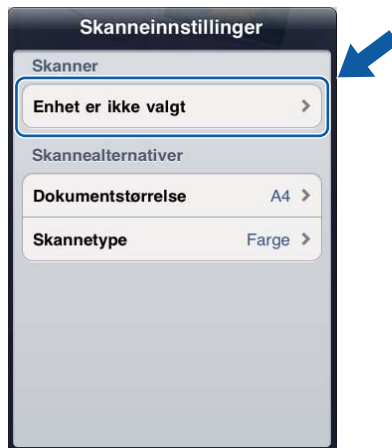 Skanneinnstillinger
Skanner
Enhet er ikke valgt
Skannealternativer
Dokumentstørrelse A4
Skannetype Farge